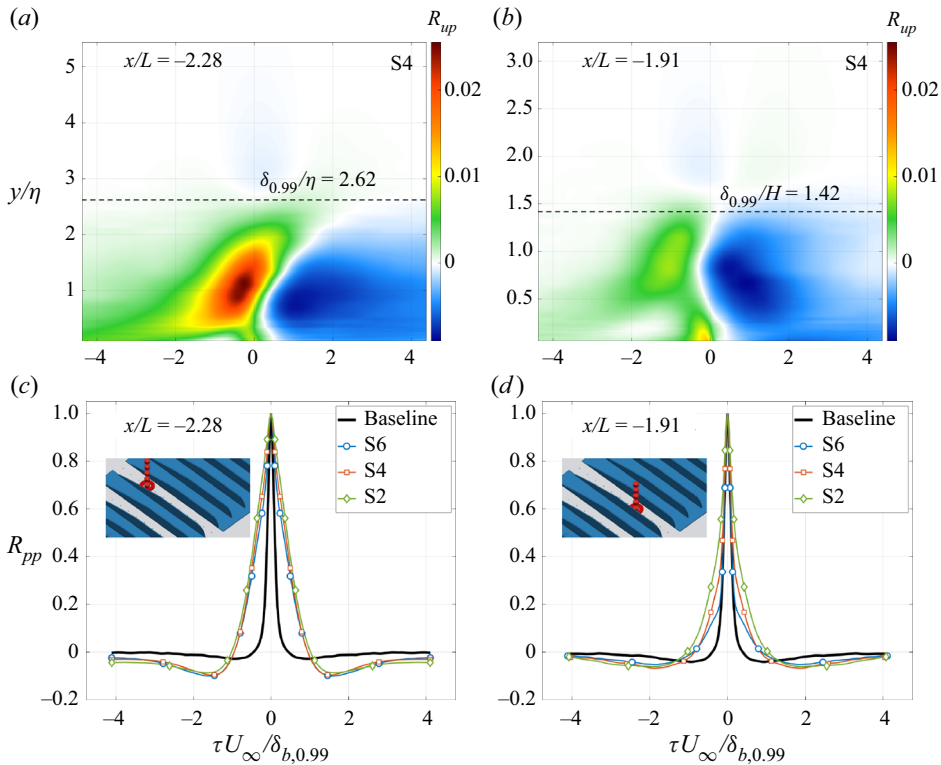 (a)
R_up
(b)
R_up
x/L = –2.28
S4
x/L = –1.91
S4
5
4
3
2
1
y/η
δ_0.99/η = 2.62
0.02
0.01
0
3.0
2.5
2.0
1.5
1.0
0.5
δ_0.99/H = 1.42
0.02
0.01
0
–4
–2
0
2
4
–4
–2
0
2
4
(c)
(d)
1.0
0.8
0.6
0.4
0.2
0
–0.2
R_pp
x/L = –2.28
Baseline
S6
S4
S2
1.0
0.8
0.6
0.4
0.2
0
–0.2
x/L = –1.91
Baseline
S6
S4
S2
–4
–2
0
2
4
–4
–2
0
2
4
τU_∞/δ_b,0.99
τU_∞/δ_b,0.99